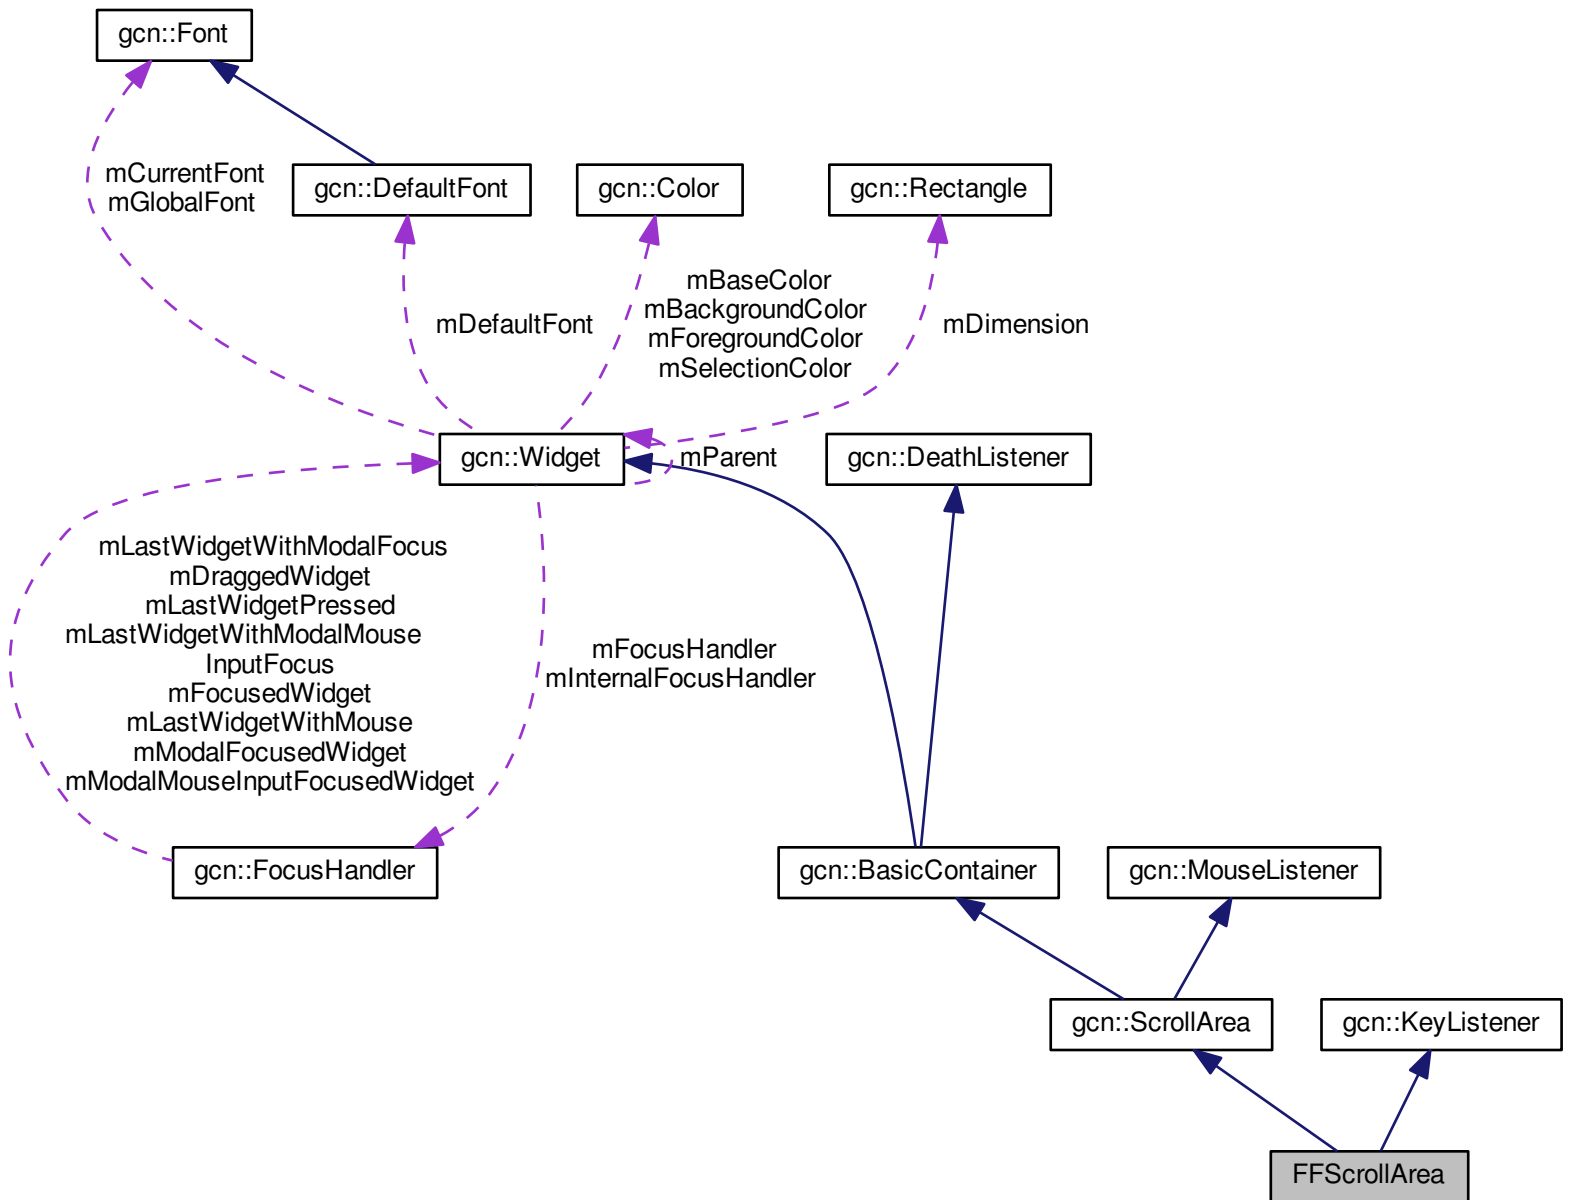 gcn::Font
mCurrentFont
mGlobalFont
gcn::DefaultFont
gcn::Color
gcn::Rectangle
mDefaultFont
mBaseColor
mBackgroundColor
mForegroundColor
mSelectionColor
mDimension
gcn::Widget
mParent
gcn::DeathListener
mLastWidgetWithModalFocus
mDraggedWidget
mLastWidgetPressed
mLastWidgetWithModalMouse
InputFocus
mFocusedWidget
mLastWidgetWithMouse
mModalFocusedWidget
mModalMouseInputFocusedWidget
mFocusHandler
mInternalFocusHandler
gcn::FocusHandler
gcn::BasicContainer
gcn::MouseListener
gcn::ScrollArea
gcn::KeyListener
FFScrollArea